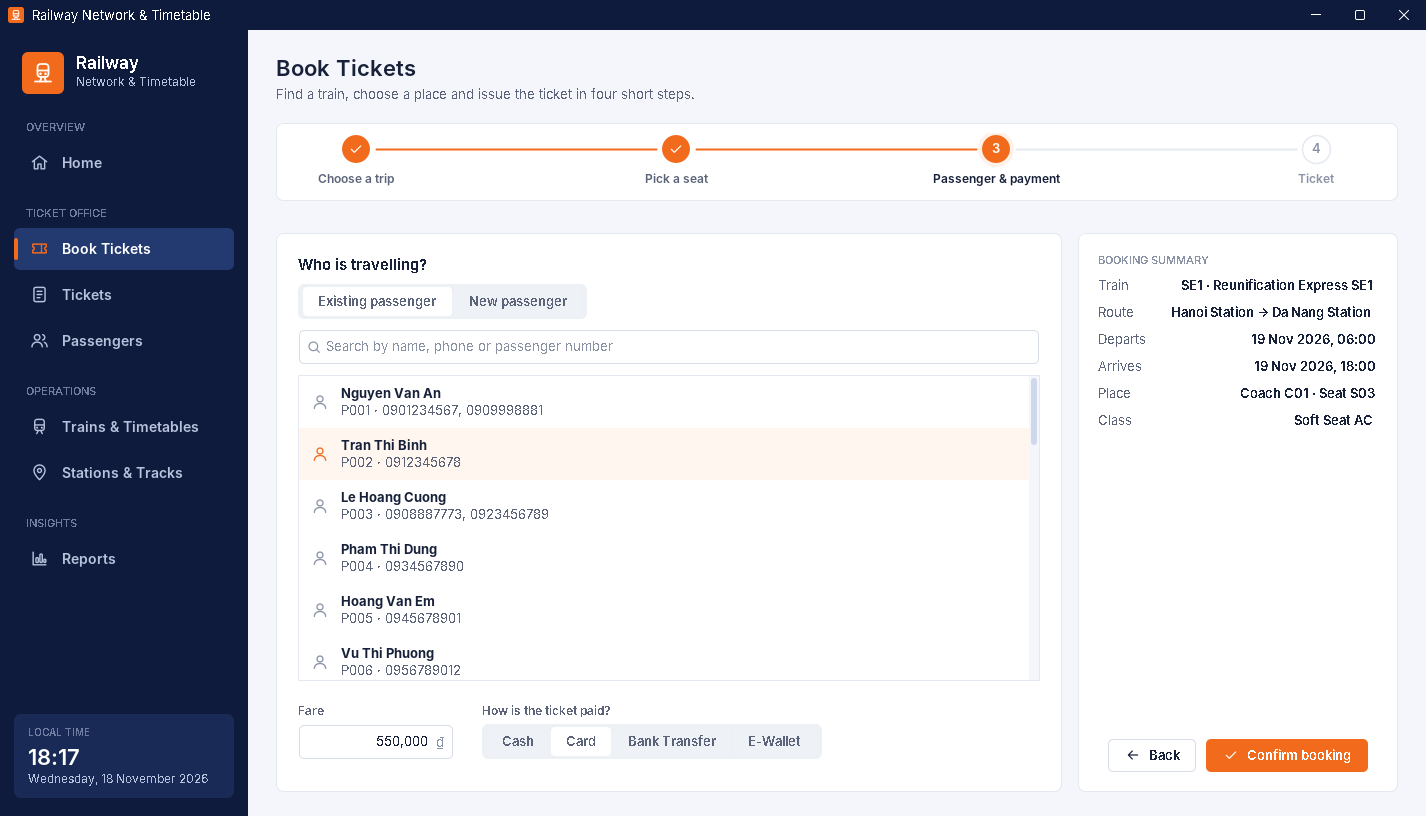 Railway Network & Timetable
Railway
Network & Timetable
OVERVIEW
Home
TICKET OFFICE
Book Tickets
Tickets
Passengers
OPERATIONS
Trains & Timetables
Stations & Tracks
INSIGHTS
Reports
LOCAL TIME
18:17
Wednesday, 18 November 2026
Book Tickets
Find a train, choose a place and issue the ticket in four short steps.
Choose a trip
Pick a seat
3
Passenger & payment
4
Ticket
Who is travelling?
Existing passenger
New passenger
Search by name, phone or passenger number
Nguyen Van An
P001 · 0901234567, 0909998881
Tran Thi Binh
P002 · 0912345678
Le Hoang Cuong
P003 · 0908887773, 0923456789
Pham Thi Dung
P004 · 0934567890
Hoang Van Em
P005 · 0945678901
Vu Thi Phuong
P006 · 0956789012
Fare
550,000 ₫
How is the ticket paid?
Cash
Card
Bank Transfer
E-Wallet
BOOKING SUMMARY
Train SE1 · Reunification Express SE1
Route Hanoi Station → Da Nang Station
Departs 19 Nov 2026, 06:00
Arrives 19 Nov 2026, 18:00
Place Coach C01 · Seat S03
Class Soft Seat AC
← Back
Confirm booking